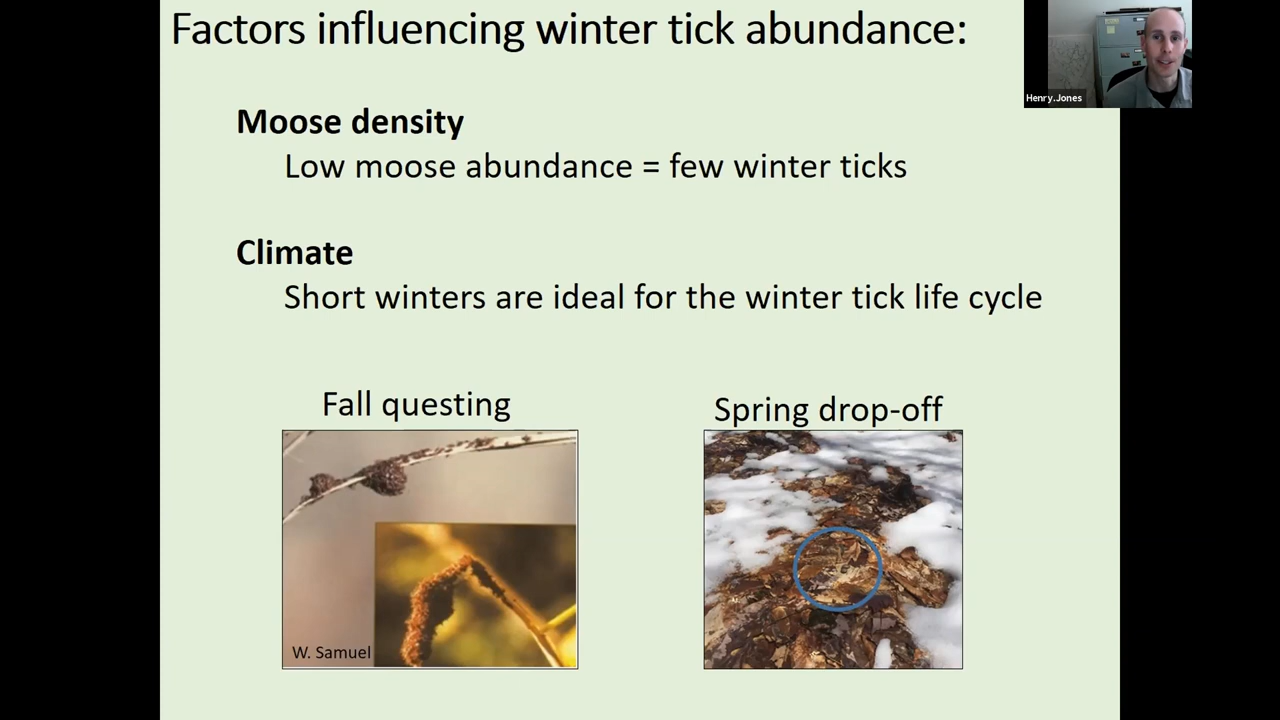 Factors influencing winter tick abundance:
Henry.Jones
Moose density
Low moose abundance = few winter ticks
Climate
Short winters are ideal for the winter tick life cycle
Fall questing
Spring drop-off
W. Samuel